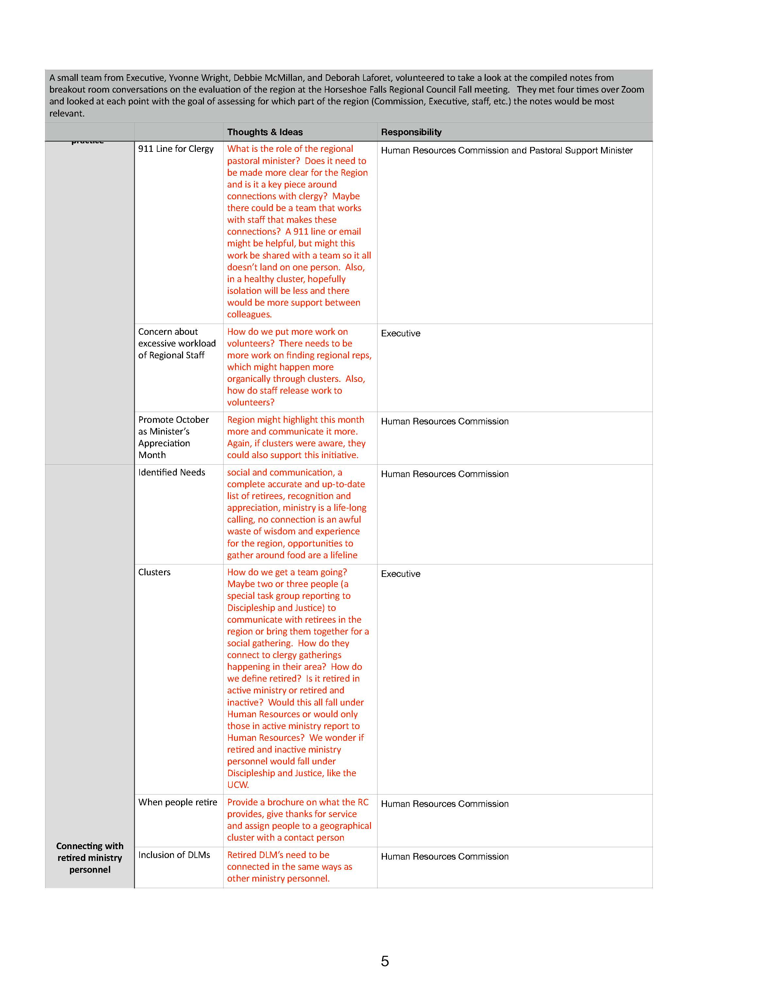 A small team from Executive, Yvonne Wright, Debbie McMillan, and Deborah Laforet, volunteered to take a look at the compiled notes from
breakout room conversations on the evaluation of the region at the Horseshoe Falls Regional Council Fall meeting.   They met four times over Zoom
and looked at each point with the goal of assessing for which part of the region (Commission, Executive, staff, etc.) the notes would be most
relevant.
Thoughts & Ideas
Responsibility
practice
911 Line for Clergy
What is the role of the regional
pastoral minister?  Does it need to
be made more clear for the Region
and is it a key piece around
connections with clergy?  Maybe
there could be a team that works
with staff that makes these
connections?  A 911 line or email
might be helpful, but might this
work be shared with a team so it all
doesn’t land on one person.  Also,
in a healthy cluster, hopefully
isolation will be less and there
would be more support between
colleagues.
Human Resources Commission and Pastoral Support Minister
Concern about
excessive workload
of Regional Staff
How do we put more work on
volunteers?  There needs to be
more work on finding regional reps,
which might happen more
organically through clusters.  Also,
how do staff release work to
volunteers?
Executive
Promote October
as Minister’s
Appreciation
Month
Region might highlight this month
more and communicate it more.
Again, if clusters were aware, they
could also support this initiative.
Human Resources Commission
Identified Needs
social and communication, a
complete accurate and up-to-date
list of retirees, recognition and
appreciation, ministry is a life-long
calling, no connection is an awful
waste of wisdom and experience
for the region, opportunities to
gather around food are a lifeline
Human Resources Commission
Clusters
How do we get a team going?
Maybe two or three people (a
special task group reporting to
Discipleship and Justice) to
communicate with retirees in the
region or bring them together for a
social gathering.  How do they
connect to clergy gatherings
happening in their area?  How do
we define retired?  Is it retired in
active ministry or retired and
inactive?  Would this all fall under
Human Resources or would only
those in active ministry report to
Human Resources?  We wonder if
retired and inactive ministry
personnel would fall under
Discipleship and Justice, like the
UCW.
Executive
When people retire
Provide a brochure on what the RC
provides, give thanks for service
and assign people to a geographical
cluster with a contact person
Human Resources Commission
Connecting with
retired ministry
personnel
Inclusion of DLMs
Retired DLM’s need to be
connected in the same ways as
other ministry personnel.
Human Resources Commission
5